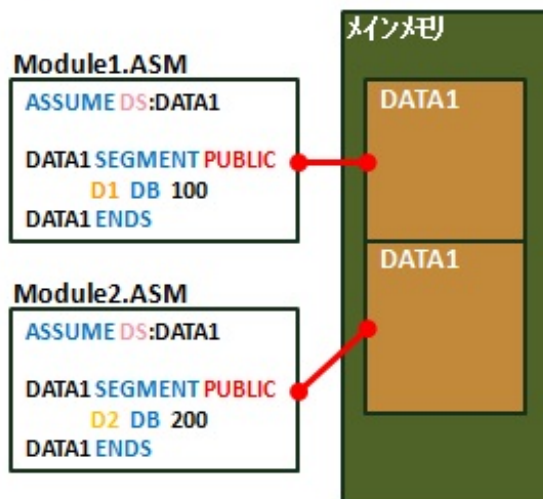 メインメモリ
Module1.ASM
ASSUME DS:DATA1
DATA1 SEGMENT PUBLIC
D1 DB 100
DATA1 ENDS
DATA1
DATA1
Module2.ASM
ASSUME DS:DATA1
DATA1 SEGMENT PUBLIC
D2 DB 200
DATA1 ENDS